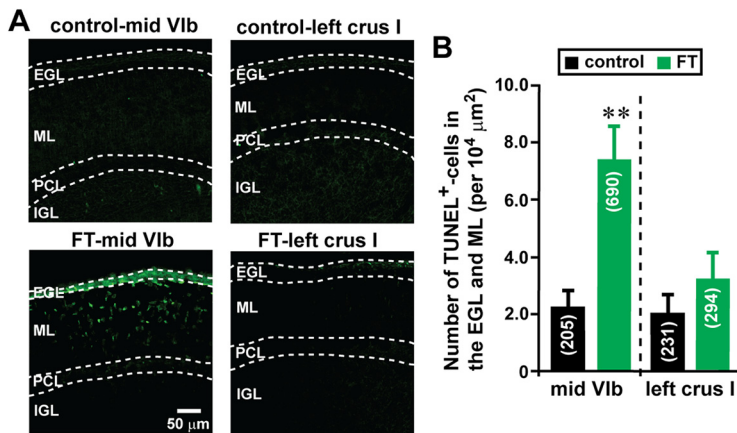 A
control-mid VIb
EGL
ML
PCL
IGL
control-left crus I
EGL
ML
PCL
IGL
FT-mid VIb
EGL
ML
PCL
IGL
50 μm
FT-left crus I
EGL
ML
PCL
IGL
B
control FT
Number of TUNEL⁺-cells in
the EGL and ML (per 10⁴ μm²)
10.0
8.0
6.0
4.0
2.0
0
(205)
**
(690)
(231)
(294)
mid VIb left crus I